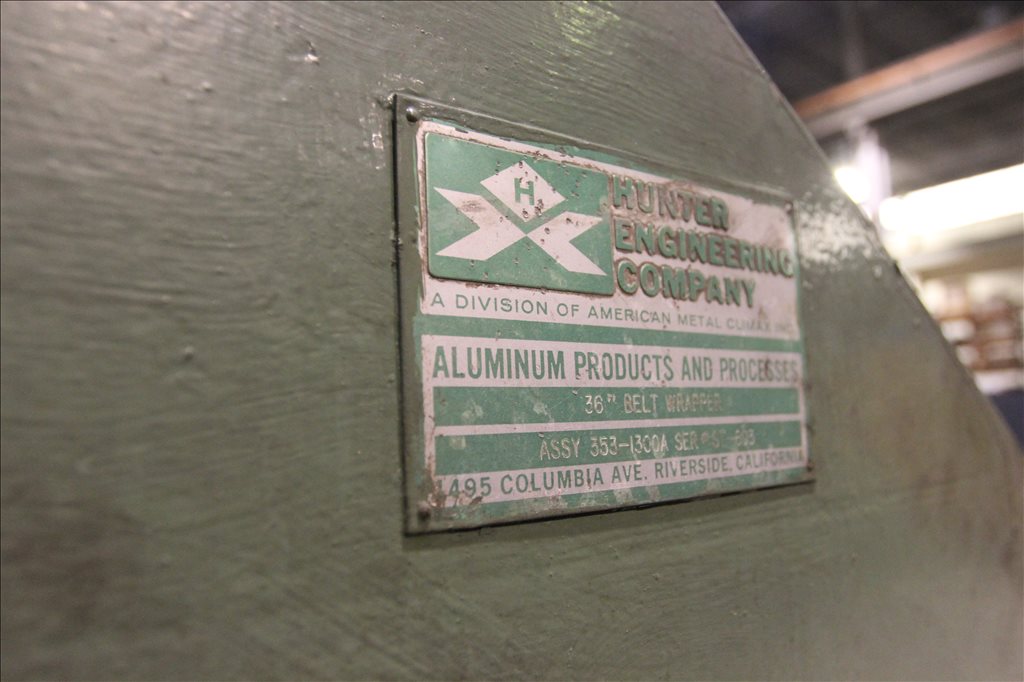 H
HUNTER
ENGINEERING
COMPANY
A DIVISION OF AMERICAN METAL CLIMAX INC.
ALUMINUM PRODUCTS AND PROCESSES
36" BELT WRAPPER
ASSY 353-1300A SER
1495 COLUMBIA AVE. RIVERSIDE, CALIFORNIA